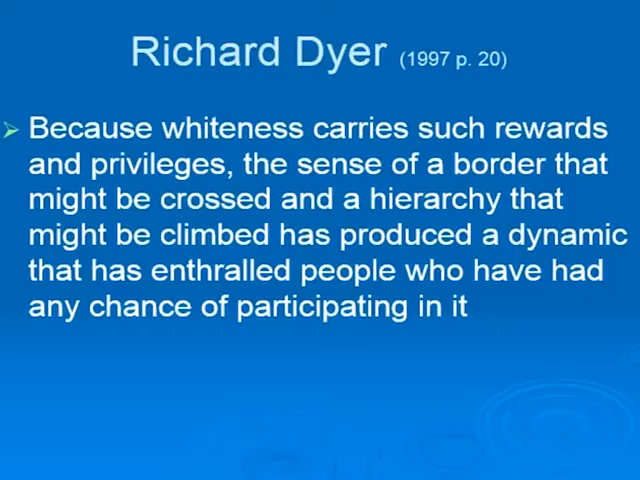 Richard Dyer (1997 p. 20)
Because whiteness carries such rewards
and privileges, the sense of a border that
might be crossed and a hierarchy that
might be climbed has produced a dynamic
that has enthralled people who have had
any chance of participating in it